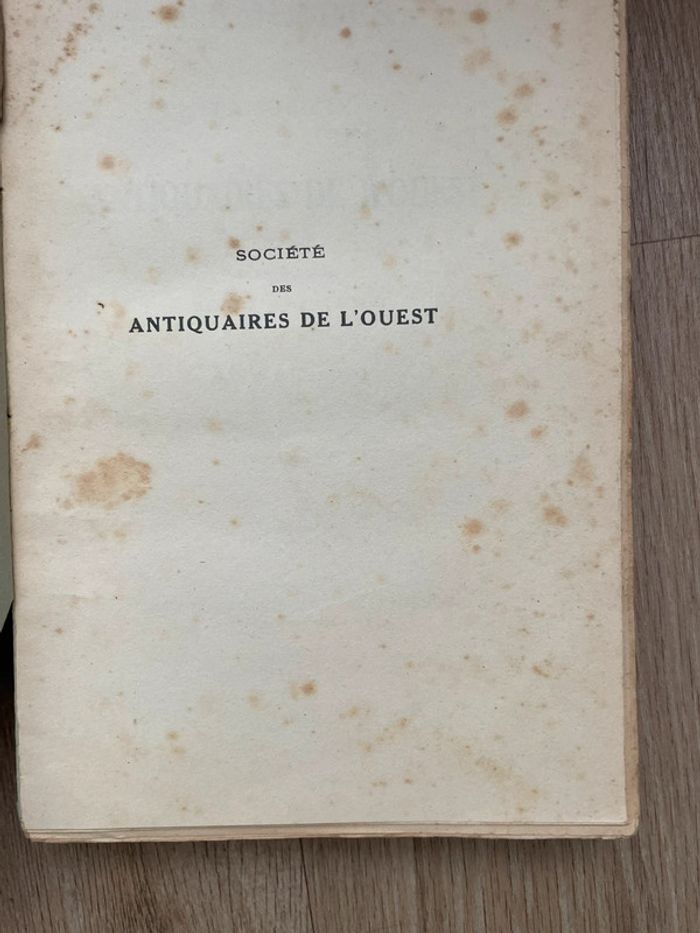 SOCIÉTÉ
DES
ANTIQUAIRES DE L'OUEST